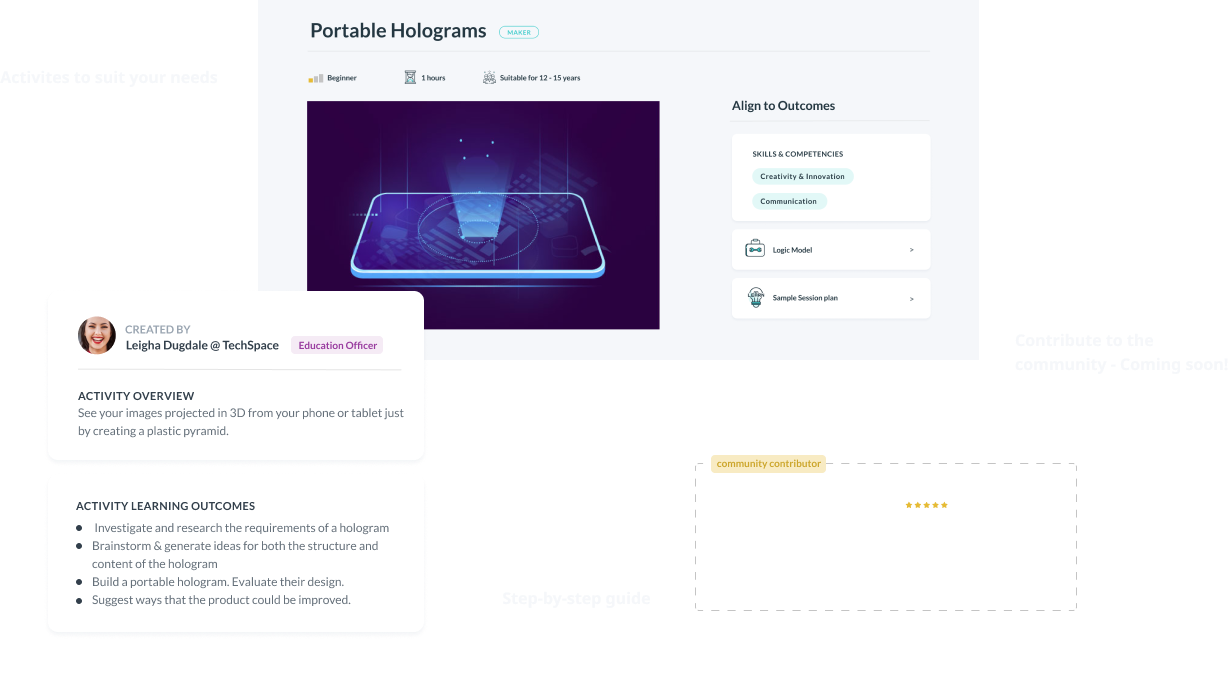 Portable Holograms
MAKER
Activites to suit your needs
Beginner
1 hours
Suitable for 12 - 15 years
Align to Outcomes
SKILLS & COMPETENCIES
Creativity & Innovation
Communication
Logic Model >
Sample Session plan >
CREATED BY
Leigha Dugdale @ TechSpace
Education Officer
ACTIVITY OVERVIEW
See your images projected in 3D from your phone or tablet just
by creating a plastic pyramid.
ACTIVITY LEARNING OUTCOMES
Investigate and research the requirements of a hologram
Brainstorm & generate ideas for both the structure and
content of the hologram
Build a portable hologram. Evaluate their design.
Suggest ways that the product could be improved.
Contribute to the
community - Coming soon!
community contributor
Step-by-step guide